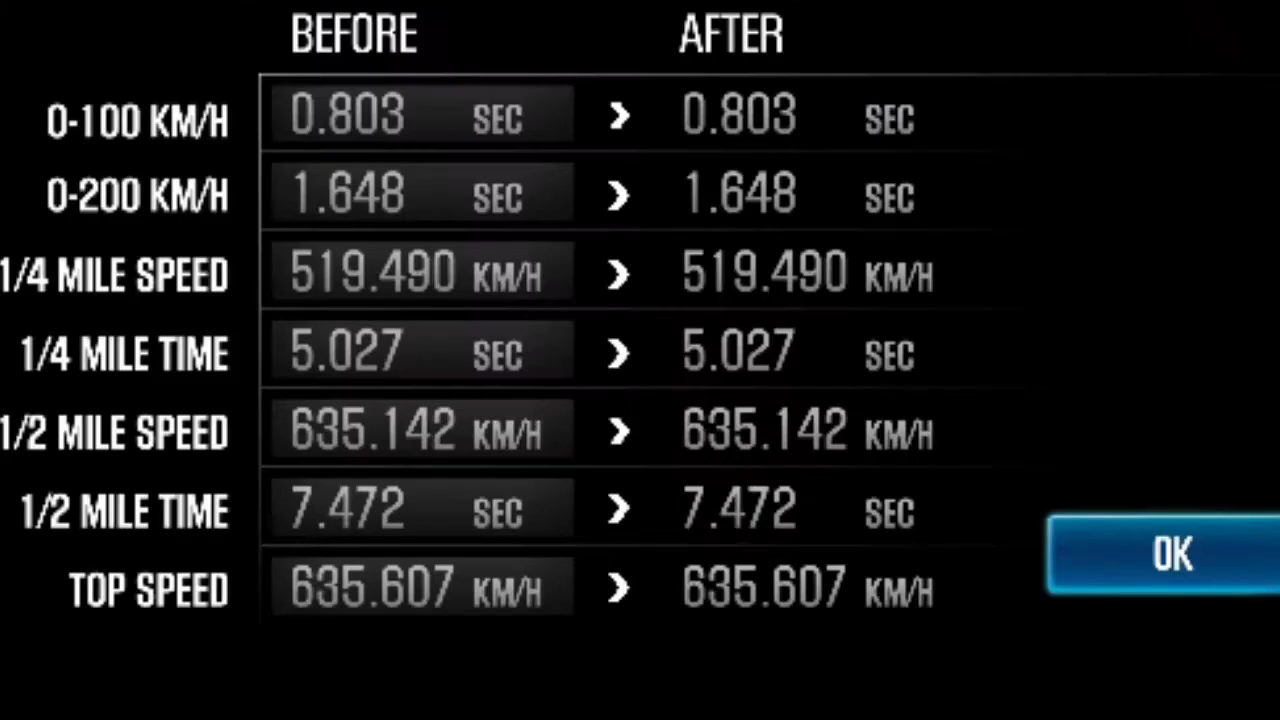 BEFORE AFTER
0-100 KM/H 0.803 SEC 0.803 SEC
0-200 KM/H 1.648 SEC 1.648 SEC
1/4 MILE SPEED 519.490 KM/H 519.490 KM/H
1/4 MILE TIME 5.027 SEC 5.027 SEC
1/2 MILE SPEED 635.142 KM/H 635.142 KM/H
1/2 MILE TIME 7.472 SEC 7.472 SEC
TOP SPEED 635.607 KM/H 635.607 KM/H
OK